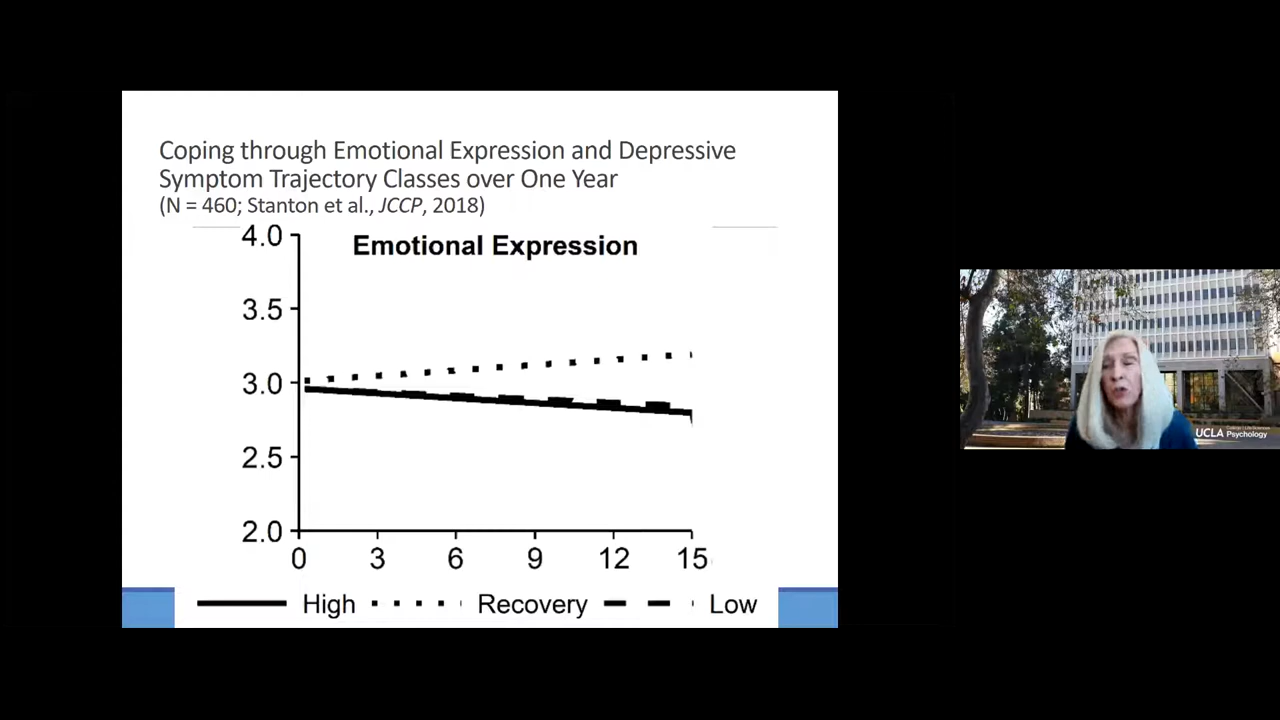 Coping through Emotional Expression and Depressive
Symptom Trajectory Classes over One Year
(N = 460; Stanton et al., JCCP, 2018)
Emotional Expression
4.0
3.5
3.0
2.5
2.0
0 3 6 9 12 15
High Recovery Low
UCLA Psychology